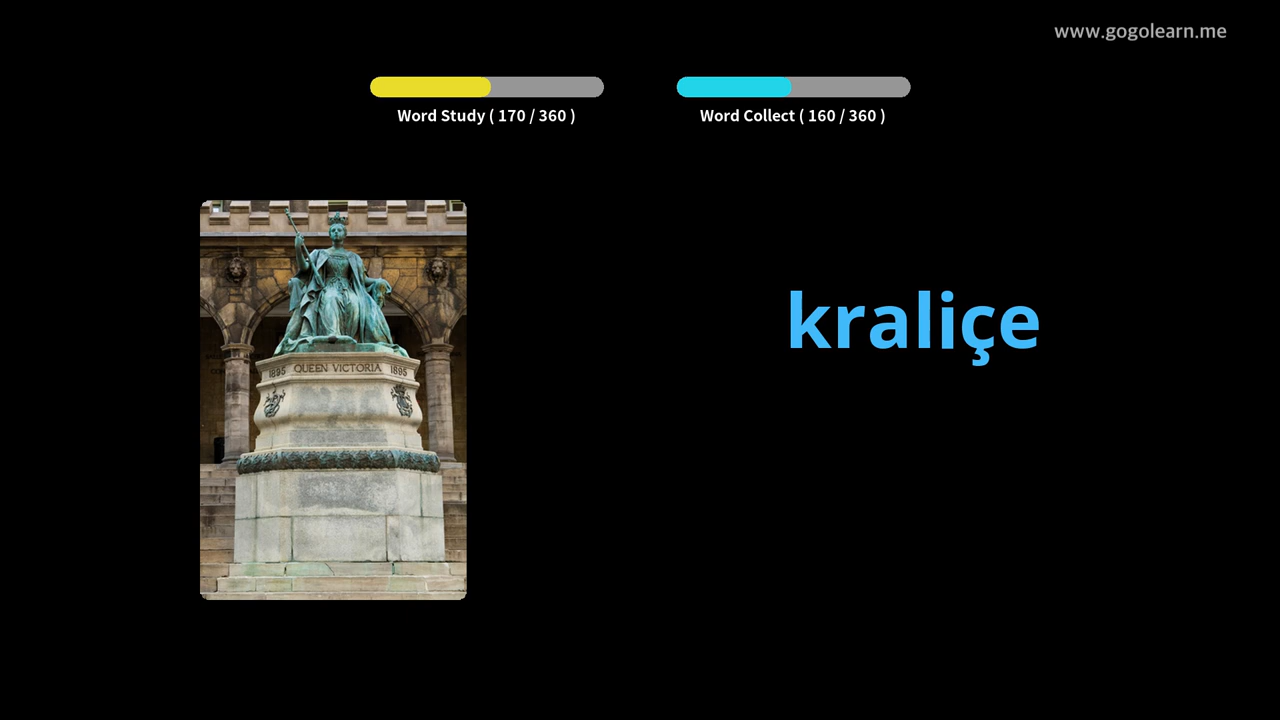 www.gogolearn.me
Word Study ( 170 / 360 )
Word Collect ( 160 / 360 )
kraliçe
1895 QUEEN VICTORIA 1895